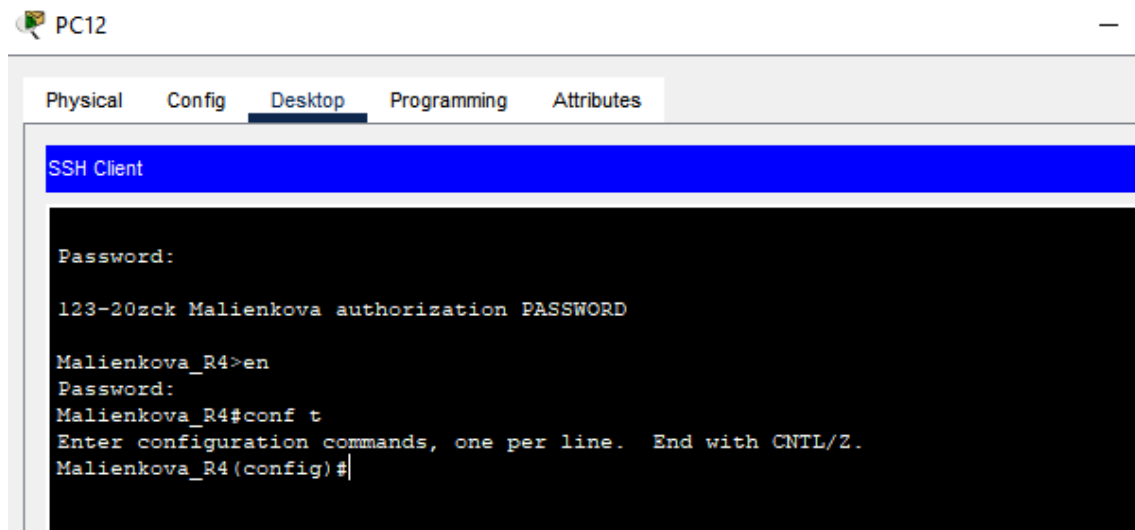 PC12
Physical Config Desktop Programming Attributes
SSH Client
Password:
123-20zck Malienkova authorization PASSWORD
Malienkova_R4>en
Password:
Malienkova_R4#conf t
Enter configuration commands, one per line.  End with CNTL/Z.
Malienkova_R4(config)#